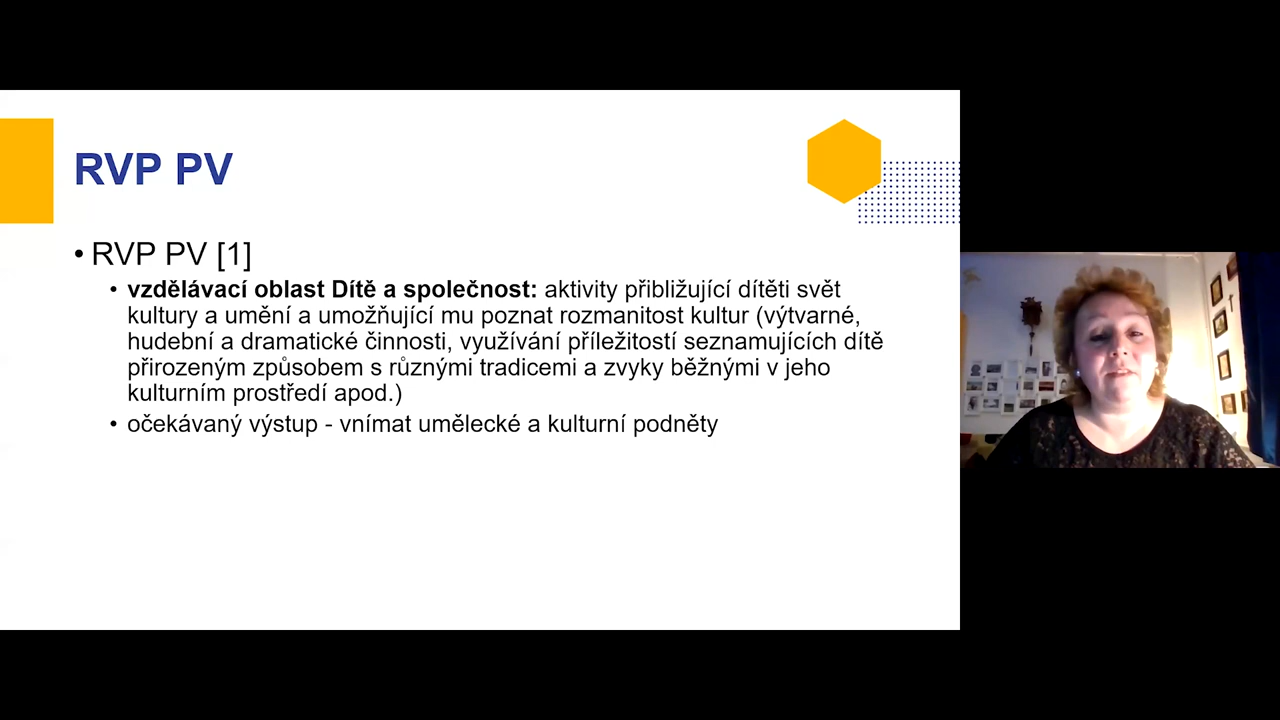 RVP PV
• RVP PV [1]
• vzdělávací oblast Dítě a společnost: aktivity přibližující dítěti svět
kultury a umění a umožňující mu poznat rozmanitost kultur (výtvarné,
hudební a dramatické činnosti, využívání příležitostí seznamujících dítě
přirozeným způsobem s různými tradicemi a zvyky běžnými v jeho
kulturním prostředí apod.)
• očekávaný výstup - vnímat umělecké a kulturní podněty